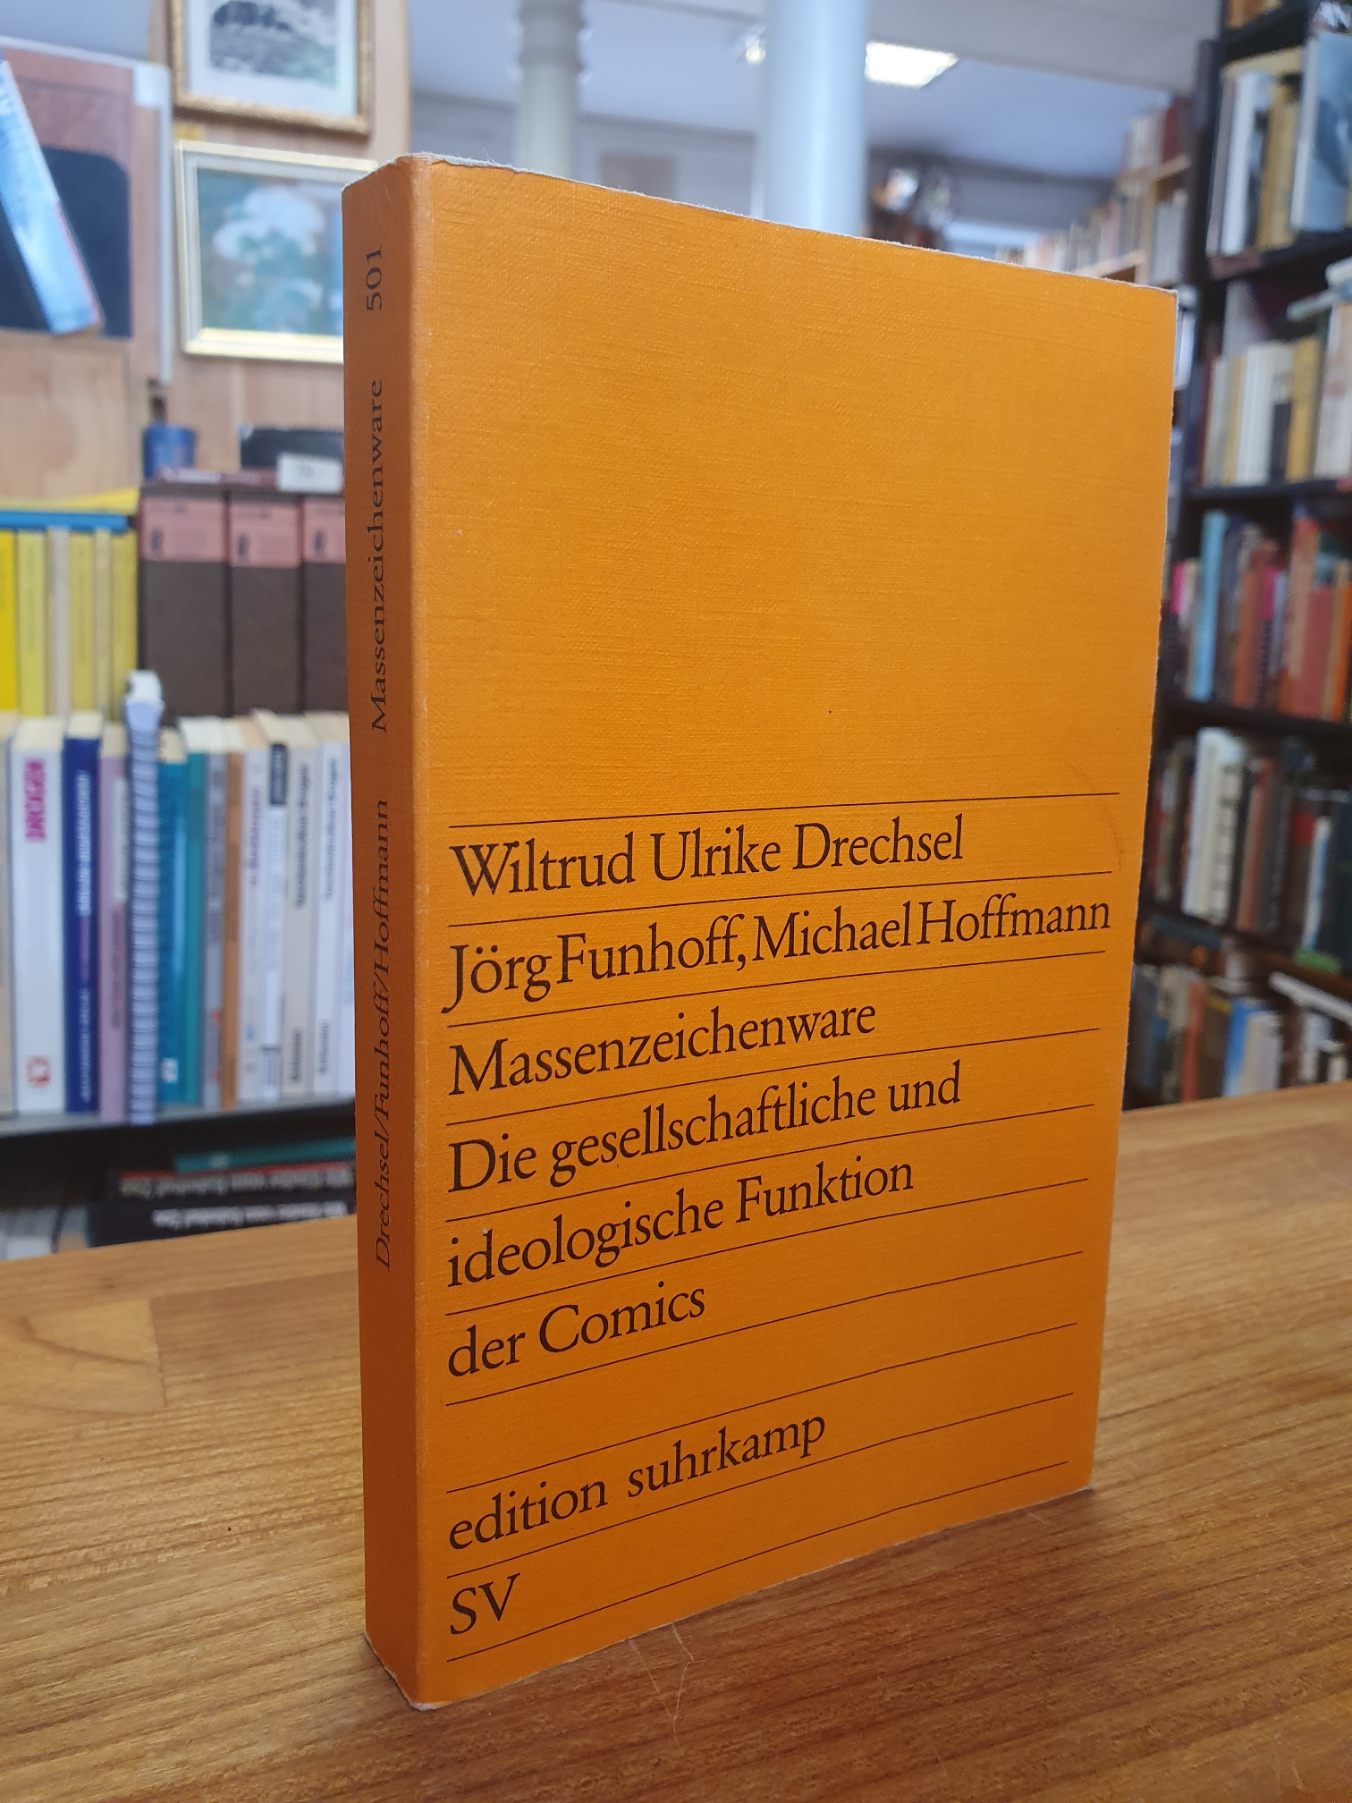 Drechsel/Funhoff/Hoffmann Massenzeichenware 501
Wiltrud Ulrike Drechsel
Jörg Funhoff, Michael Hoffmann
Massenzeichenware
Die gesellschaftliche und
ideologische Funktion
der Comics
edition suhrkamp
SV